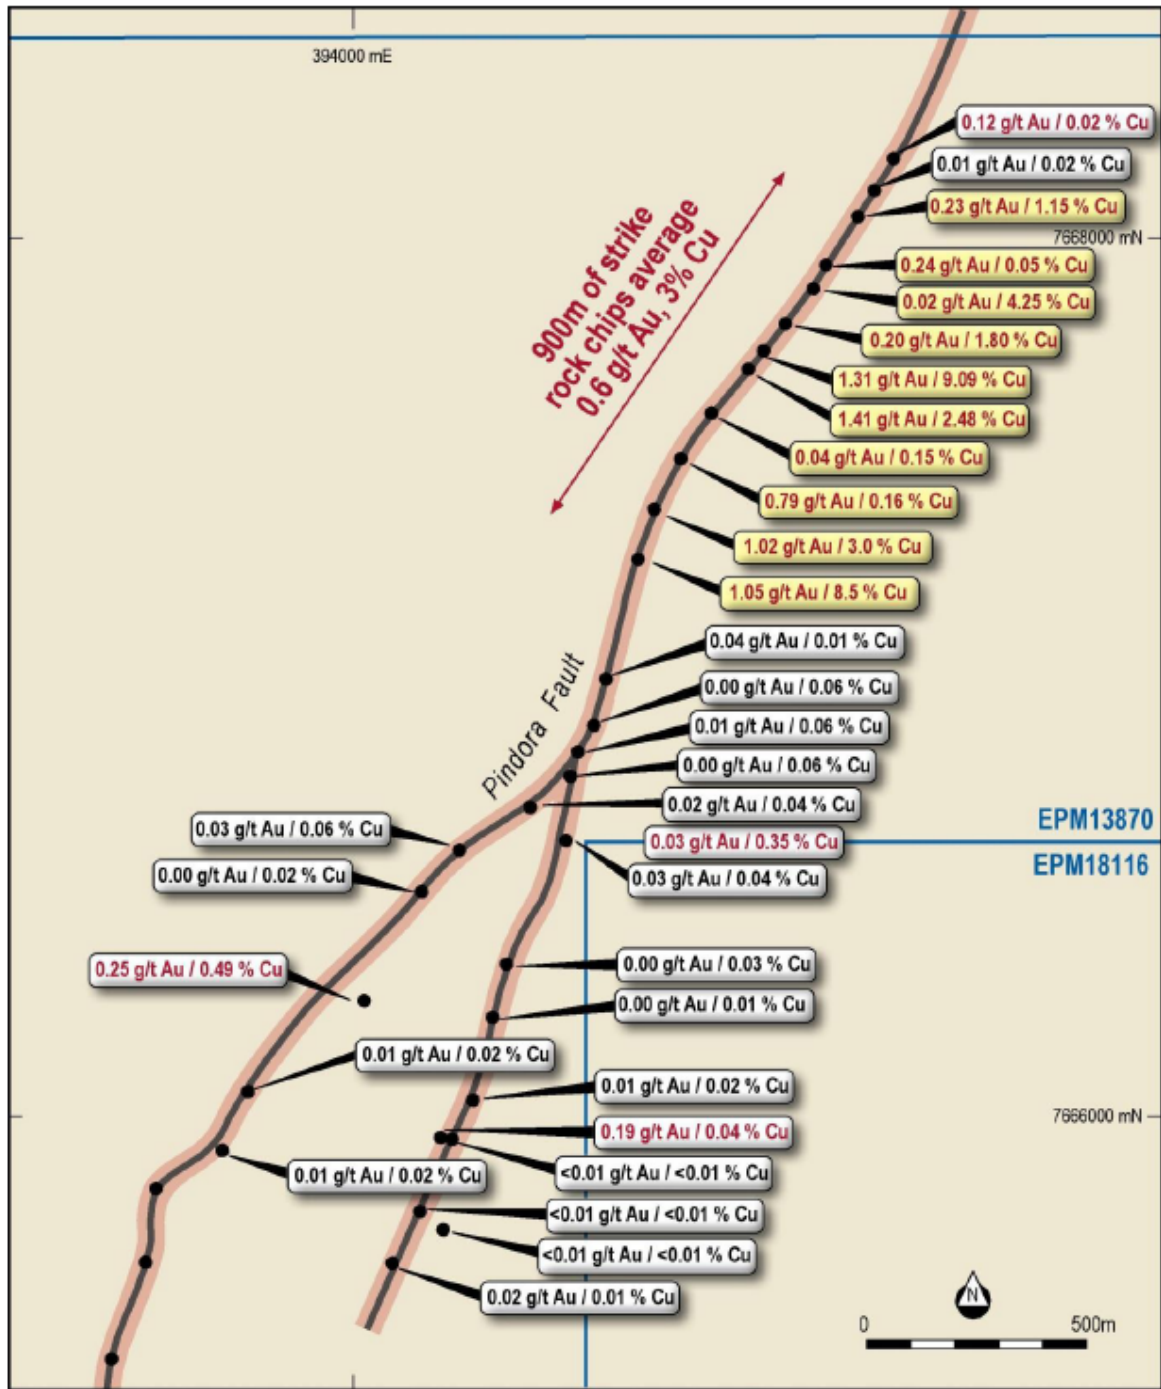 394000 mE
0.12 g/t Au / 0.02 % Cu
0.01 g/t Au / 0.02 % Cu
0.23 g/t Au / 1.15 % Cu
7668000 mN
0.24 g/t Au / 0.05 % Cu
0.02 g/t Au / 4.25 % Cu
0.20 g/t Au / 1.80 % Cu
1.31 g/t Au / 9.09 % Cu
1.41 g/t Au / 2.48 % Cu
0.04 g/t Au / 0.15 % Cu
0.79 g/t Au / 0.16 % Cu
1.02 g/t Au / 3.0 % Cu
1.05 g/t Au / 8.5 % Cu
900m of strike
rock chips average
0.6 g/t Au, 3% Cu
0.04 g/t Au / 0.01 % Cu
0.00 g/t Au / 0.06 % Cu
0.01 g/t Au / 0.06 % Cu
0.00 g/t Au / 0.06 % Cu
Pindora Fault
0.02 g/t Au / 0.04 % Cu
0.03 g/t Au / 0.06 % Cu
EPM13870
0.03 g/t Au / 0.35 % Cu
EPM18116
0.00 g/t Au / 0.02 % Cu
0.03 g/t Au / 0.04 % Cu
0.25 g/t Au / 0.49 % Cu
0.00 g/t Au / 0.03 % Cu
0.00 g/t Au / 0.01 % Cu
0.01 g/t Au / 0.02 % Cu
0.01 g/t Au / 0.02 % Cu
7666000 mN
0.19 g/t Au / 0.04 % Cu
0.01 g/t Au / 0.02 % Cu
<0.01 g/t Au / <0.01 % Cu
<0.01 g/t Au / <0.01 % Cu
<0.01 g/t Au / <0.01 % Cu
0.02 g/t Au / 0.01 % Cu
N
0 500m